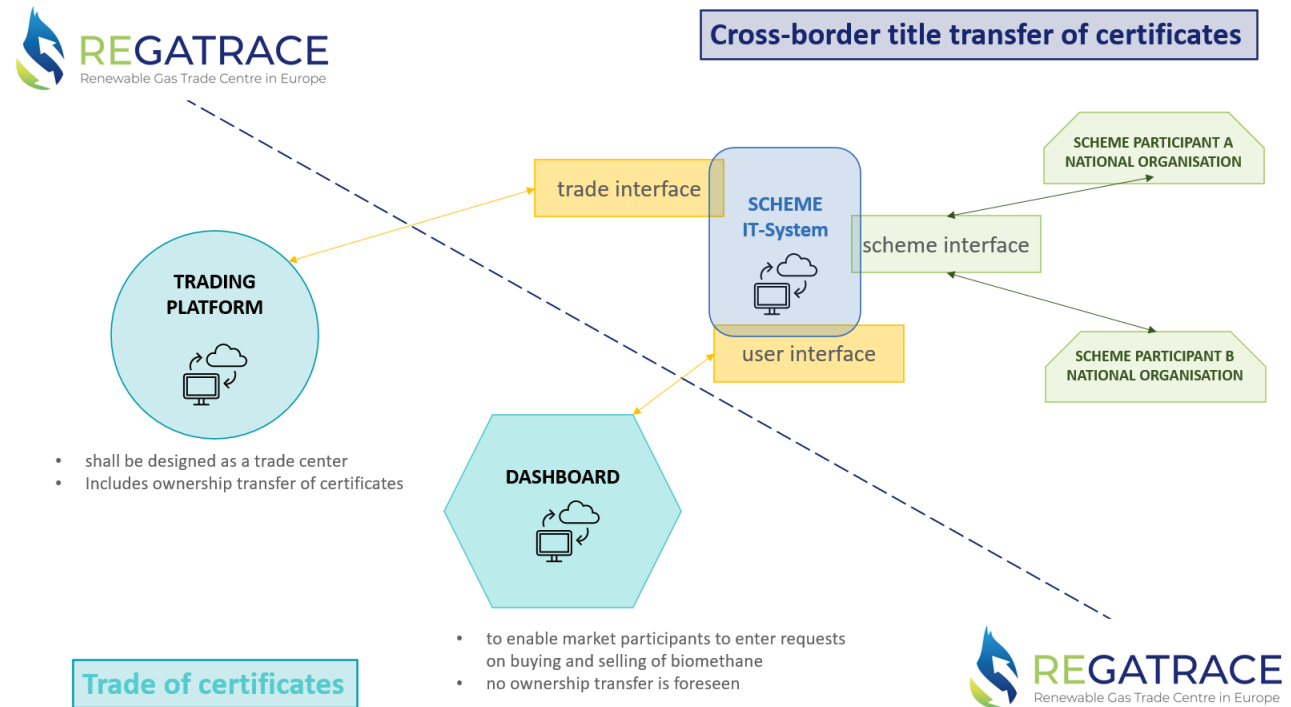 REGATRACE
Renewable Gas Trade Centre in Europe
Cross-border title transfer of certificates
SCHEME PARTICIPANT A
NATIONAL ORGANISATION
trade interface
SCHEME
IT-System
scheme interface
TRADING
PLATFORM
user interface
SCHEME PARTICIPANT B
NATIONAL ORGANISATION
• shall be designed as a trade center
• Includes ownership transfer of certificates
DASHBOARD
• to enable market participants to enter requests
on buying and selling of biomethane
• no ownership transfer is foreseen
Trade of certificates
REGATRACE
Renewable Gas Trade Centre in Europe